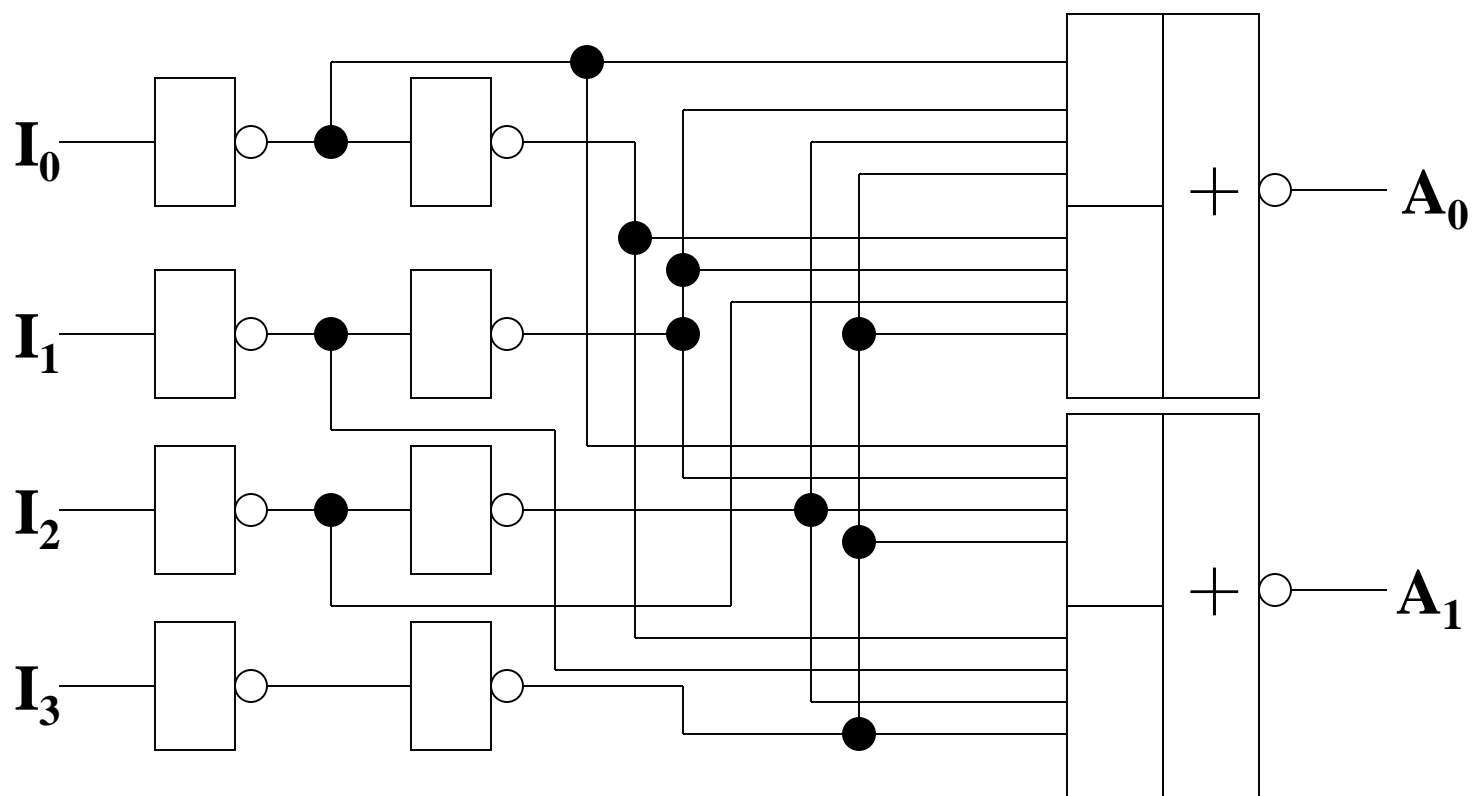 I₀
A₀
+
I₁
I₂
A₁
+
I₃